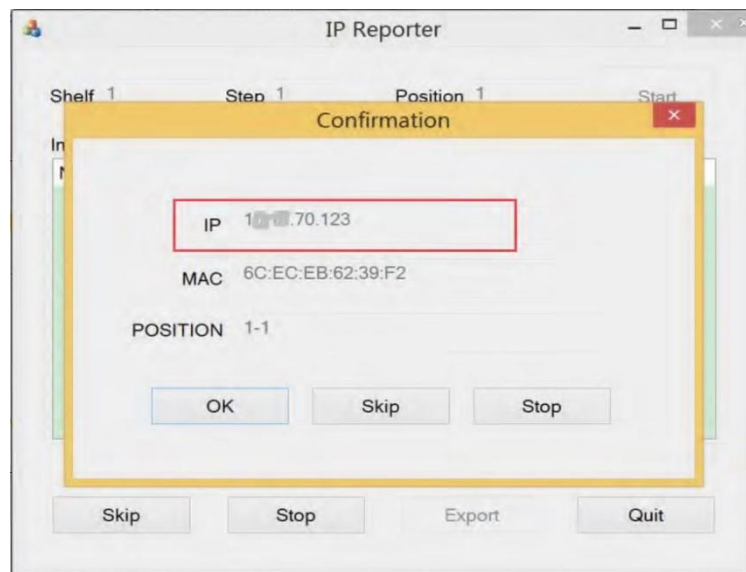 IP Reporter
Shelf 1 Step 1 Position 1 Start
Confirmation
IP .70.123
MAC 6C:EC:EB:62:39:F2
POSITION 1-1
OK Skip Stop
Skip Stop Export Quit